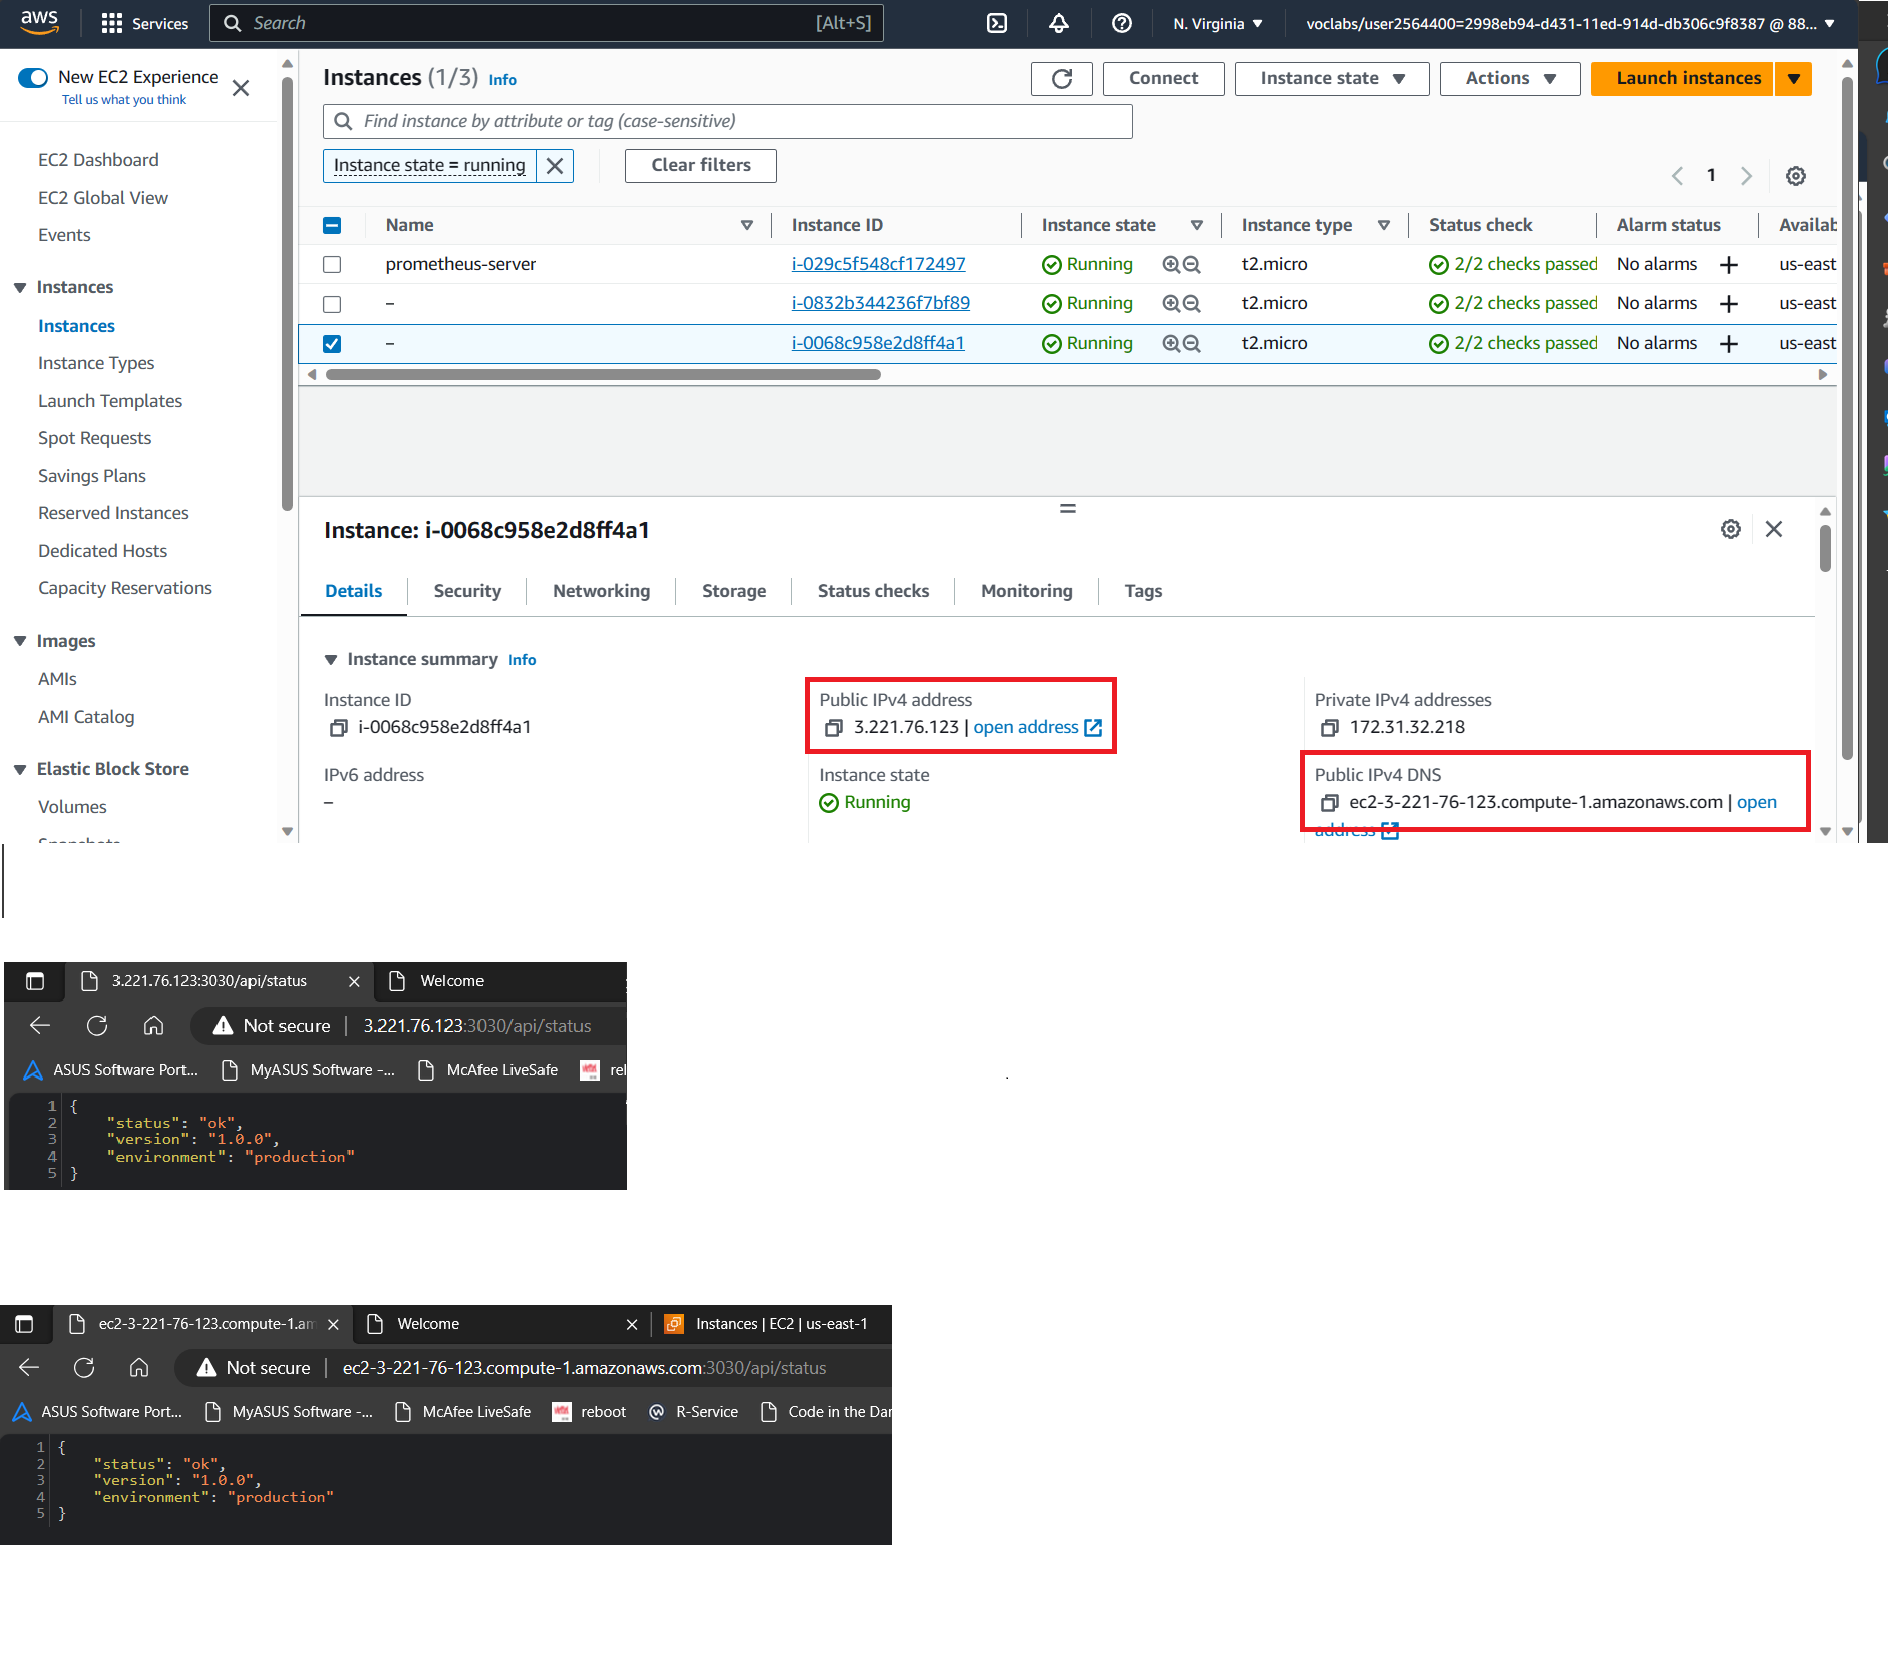 aws
Services
Search
[Alt+S]
N. Virginia
voclabs/user2564400=2998eb94-d431-11ed-914d-db306c9f8387 @ 88...
New EC2 Experience
Tell us what you think
EC2 Dashboard
EC2 Global View
Events
Instances
Instances
Instance Types
Launch Templates
Spot Requests
Savings Plans
Reserved Instances
Dedicated Hosts
Capacity Reservations
Images
AMIs
AMI Catalog
Elastic Block Store
Volumes
Snapshots
Instances (1/3) Info
Connect
Instance state
Actions
Launch instances
Find instance by attribute or tag (case-sensitive)
Instance state = running
Clear filters
1
Name Instance ID Instance state Instance type Status check Alarm status Availab
prometheus-server i-029c5f548cf172497 Running t2.micro 2/2 checks passed No alarms + us-east
– i-0832b344236f7bf89 Running t2.micro 2/2 checks passed No alarms + us-east
– i-0068c958e2d8ff4a1 Running t2.micro 2/2 checks passed No alarms + us-east
Instance: i-0068c958e2d8ff4a1
Details Security Networking Storage Status checks Monitoring Tags
Instance summary Info
Instance ID
i-0068c958e2d8ff4a1
Public IPv4 address
3.221.76.123 | open address
Private IPv4 addresses
172.31.32.218
IPv6 address
–
Instance state
Running
Public IPv4 DNS
ec2-3-221-76-123.compute-1.amazonaws.com | open
address
3.221.76.123:3030/api/status
Welcome
Not secure | 3.221.76.123:3030/api/status
ASUS Software Port... MyASUS Software -... McAfee LiveSafe rel
1 {
2 "status": "ok",
3 "version": "1.0.0",
4 "environment": "production"
5 }
ec2-3-221-76-123.compute-1.am
Welcome
Instances | EC2 | us-east-1
Not secure | ec2-3-221-76-123.compute-1.amazonaws.com:3030/api/status
ASUS Software Port... MyASUS Software -... McAfee LiveSafe reboot R-Service Code in the Dar
1 {
2 "status": "ok",
3 "version": "1.0.0",
4 "environment": "production"
5 }